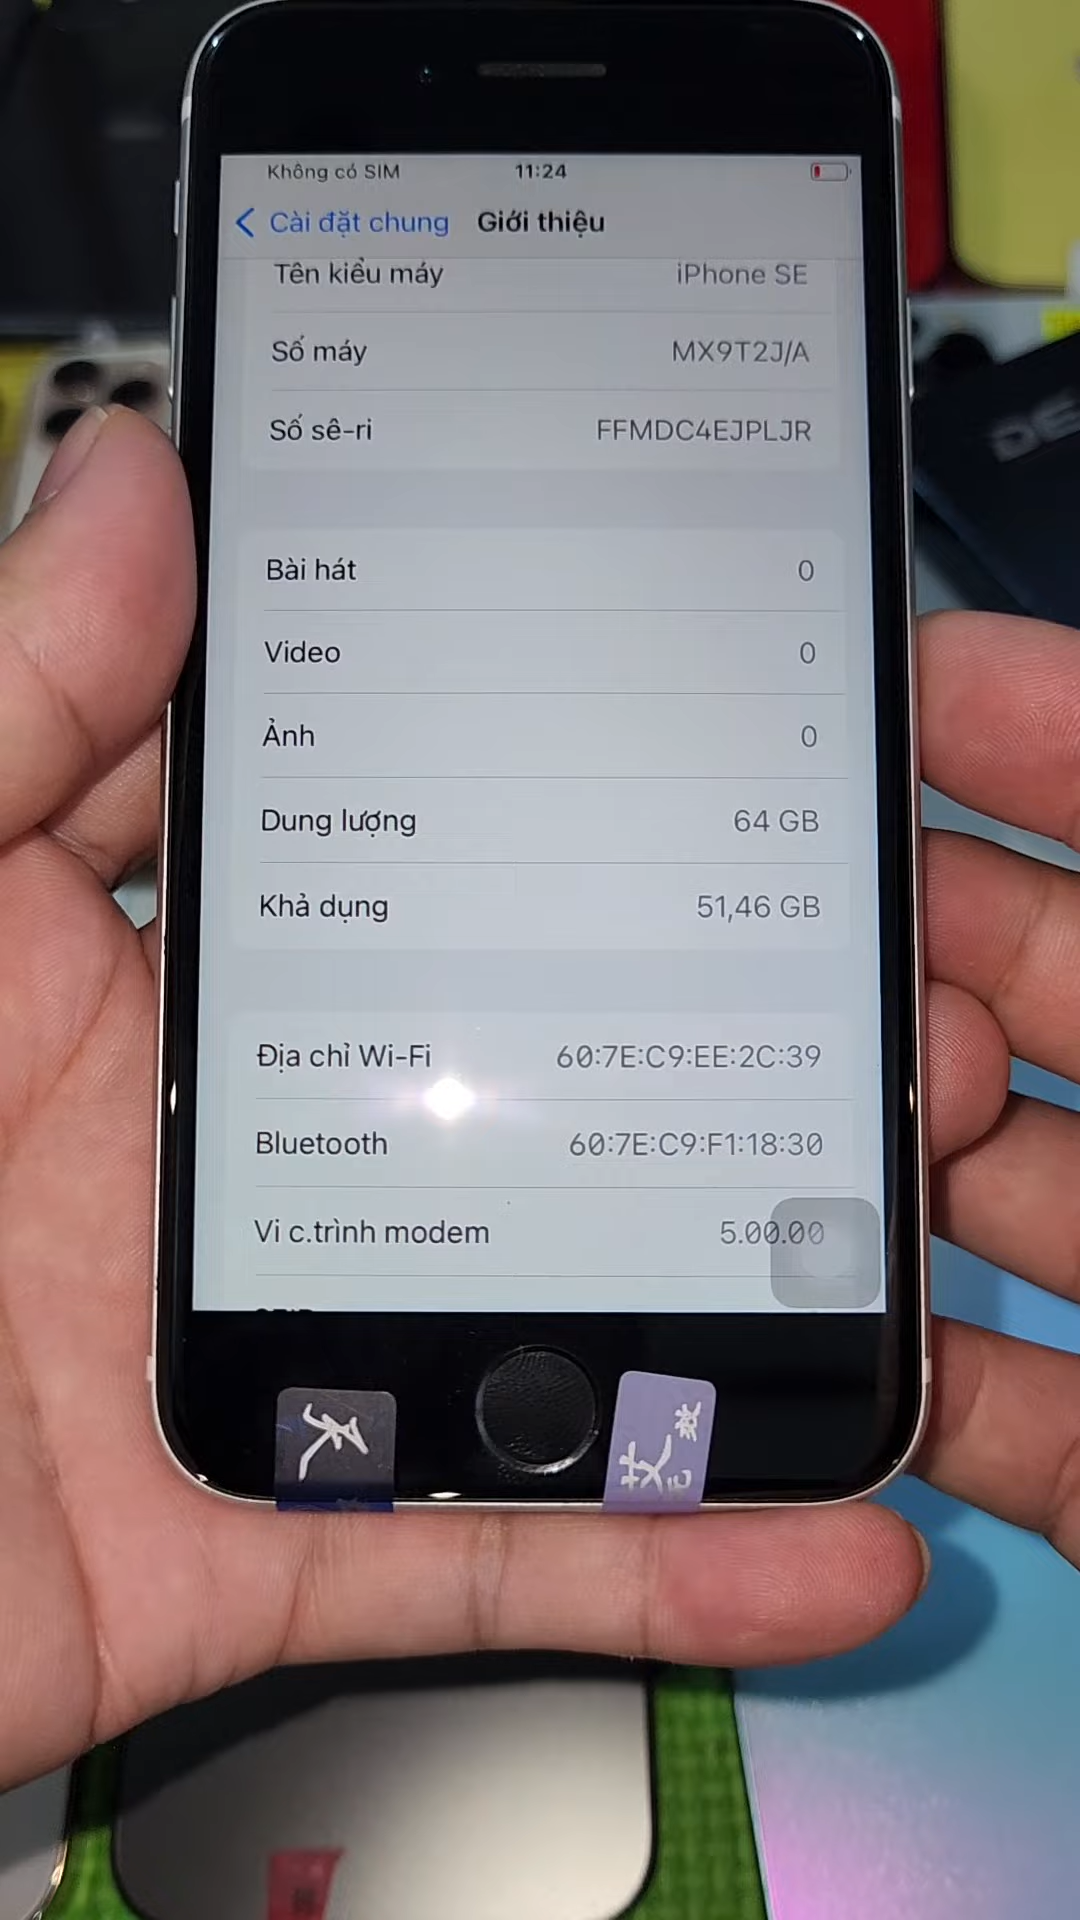 Không có SIM 11:24
Cài đặt chung Giới thiệu
Tên kiểu máy iPhone SE
Số máy MX9T2J/A
Số sê-ri FFMDC4EJPLJR
Bài hát 0
Video 0
Ảnh 0
Dung lượng 64 GB
Khả dụng 51,46 GB
Địa chỉ Wi-Fi 60:7E:C9:EE:2C:39
Bluetooth 60:7E:C9:F1:18:30
Vi c.trình modem 5.00.00